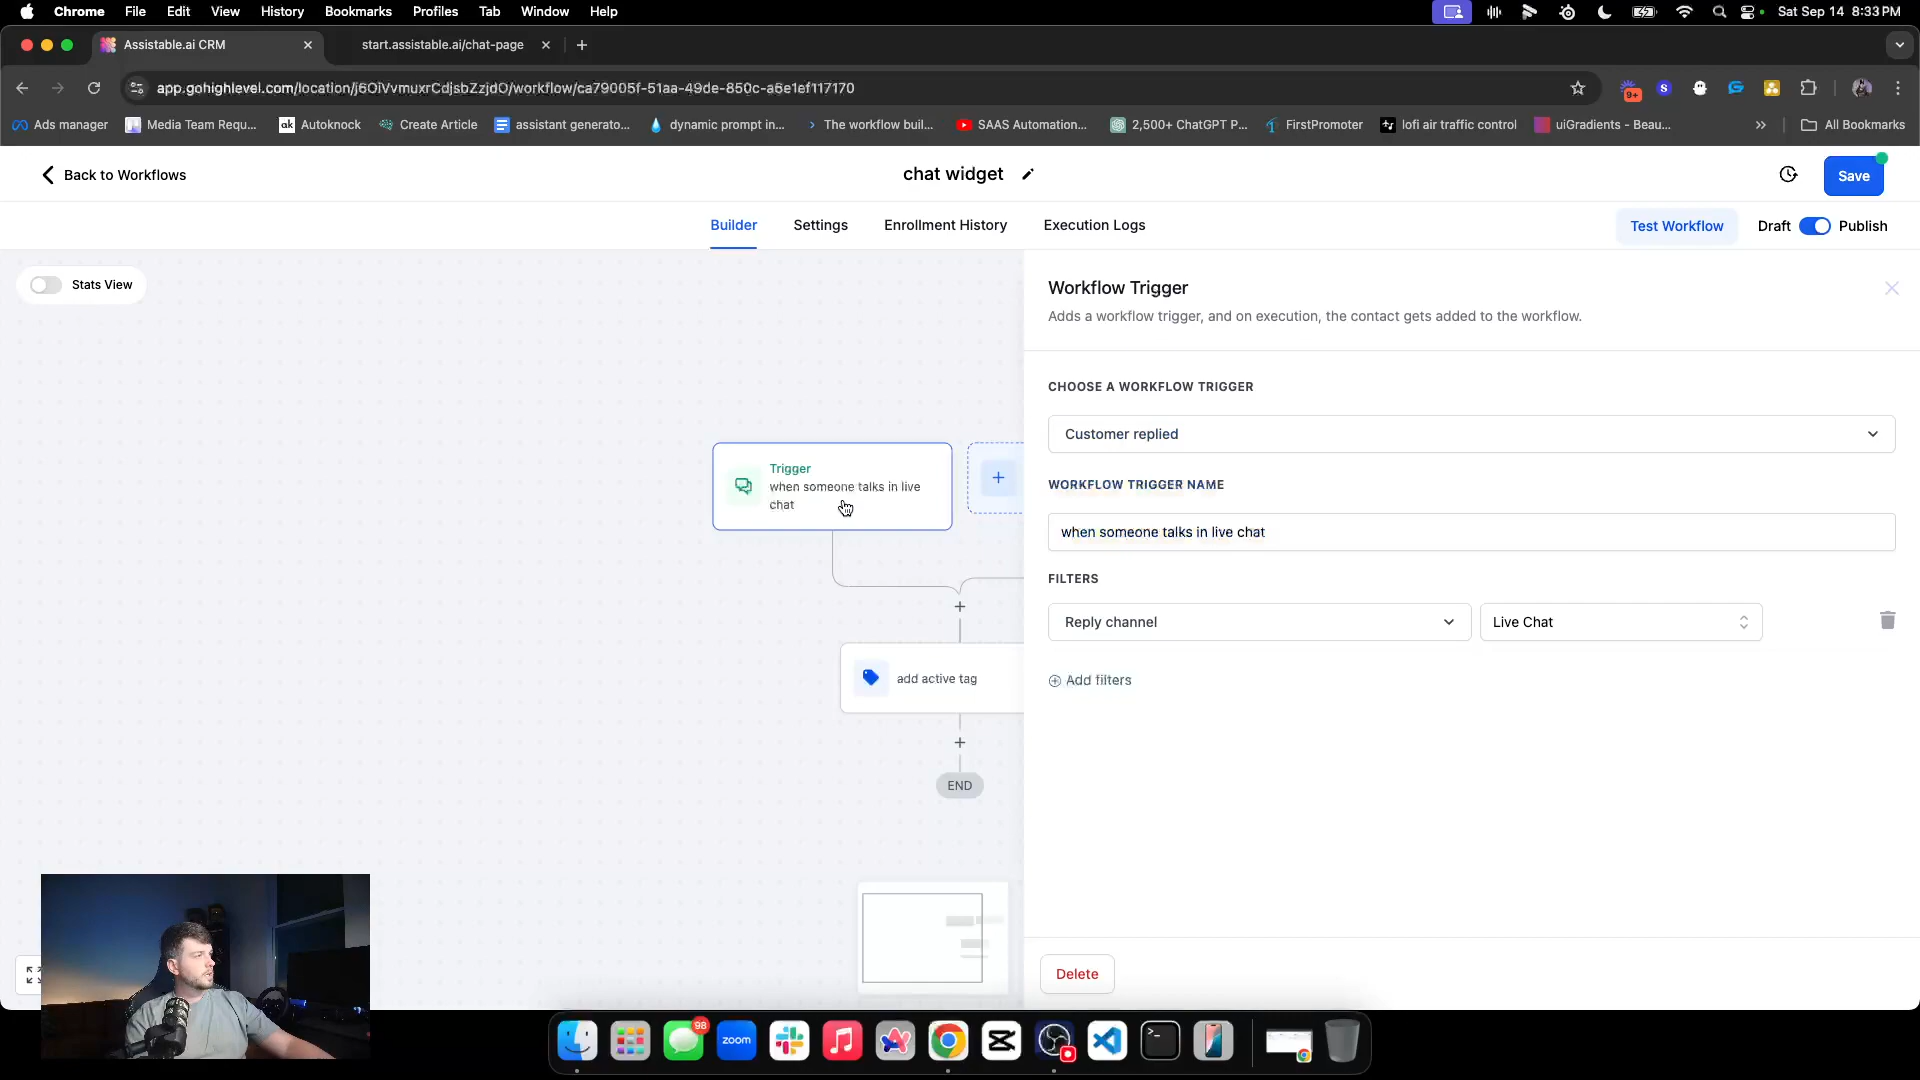 Chrome File Edit View History Bookmarks Profiles Tab Window Help
Sat Sep 14 8:33 PM
Assistable.ai CRM
start.assistable.ai/chat-page
app.gohighlevel.com/location/j6OiVvmuxrCdjsbZzjdO/workflow/ca79005f-51aa-49de-850c-a6e1ef117170
9+
S
Ads manager
Media Team Requ...
ak Autoknock
Create Article
assistant generato...
dynamic prompt in...
The workflow buil...
SAAS Automation...
2,500+ ChatGPT P...
FirstPromoter
lofi air traffic control
uiGradients - Beau...
All Bookmarks
Back to Workflows
chat widget
Save
Builder
Settings
Enrollment History
Execution Logs
Test Workflow
Draft
Publish
Stats View
Trigger
when someone talks in live
chat
add active tag
END
Workflow Trigger
Adds a workflow trigger, and on execution, the contact gets added to the workflow.
CHOOSE A WORKFLOW TRIGGER
Customer replied
WORKFLOW TRIGGER NAME
when someone talks in live chat
FILTERS
Reply channel
Live Chat
Add filters
Delete
98
zoom